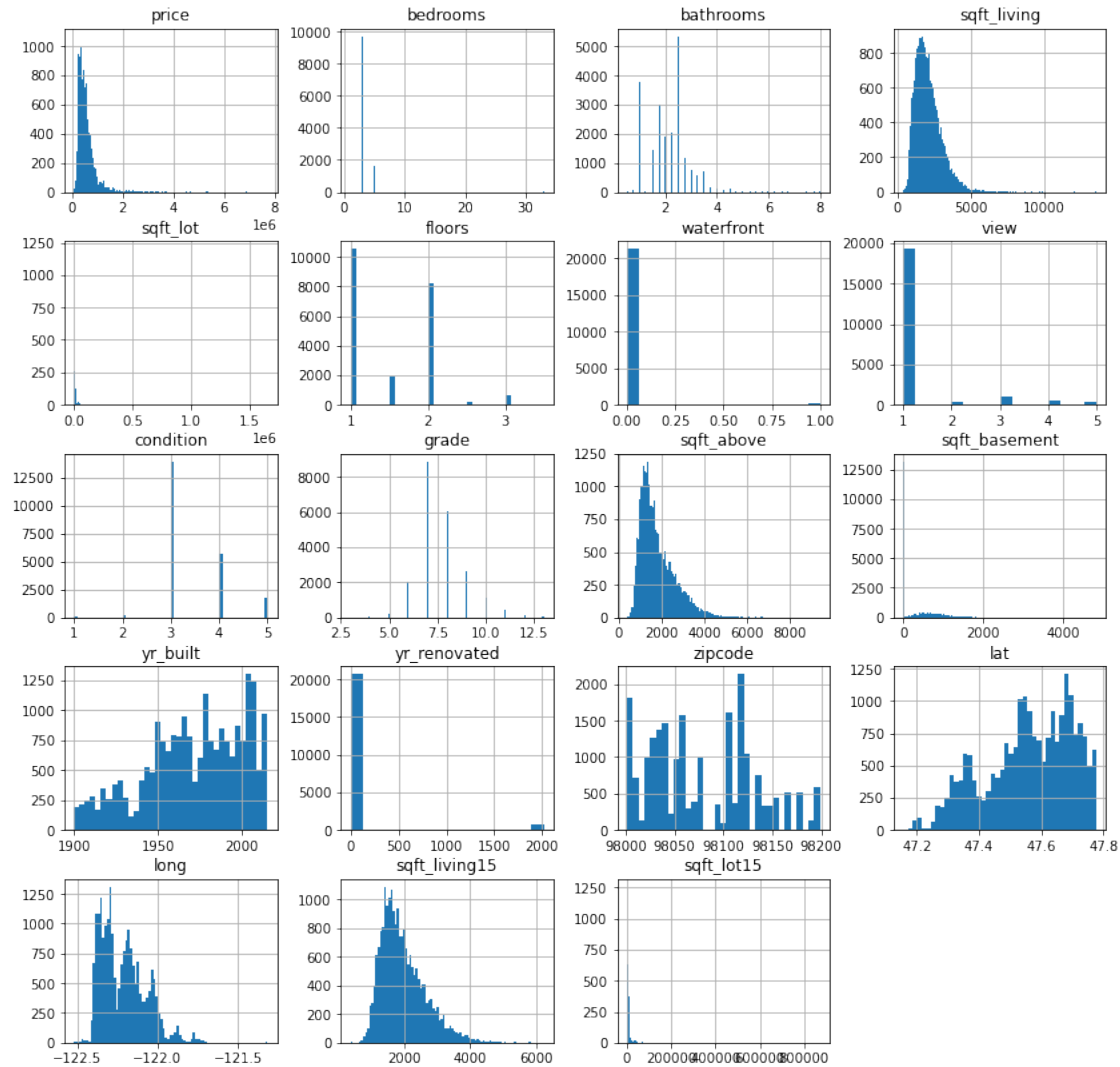 price
1000
800
600
400
200
0
0 2 4 6 8
1e6
bedrooms
10000
8000
6000
4000
2000
0
0 10 20 30
bathrooms
5000
4000
3000
2000
1000
0
2 4 6 8
sqft_living
800
600
400
200
0
0 5000 10000
sqft_lot
1250
1000
750
500
250
0
0.0 0.5 1.0 1.5
1e6
floors
10000
8000
6000
4000
2000
0
1 2 3
waterfront
20000
15000
10000
5000
0
0.00 0.25 0.50 0.75 1.00
view
20000
15000
10000
5000
0
1 2 3 4 5
condition
12500
10000
7500
5000
2500
0
1 2 3 4 5
grade
8000
6000
4000
2000
0
2.5 5.0 7.5 10.0 12.5
sqft_above
1250
1000
750
500
250
0
0 2000 4000 6000 8000
sqft_basement
12500
10000
7500
5000
2500
0
0 2000 4000
yr_built
1250
1000
750
500
250
0
1900 1950 2000
yr_renovated
20000
15000
10000
5000
0
0 500 1000 1500 2000
zipcode
2000
1500
1000
500
0
98000 98050 98100 98150 98200
lat
1250
1000
750
500
250
0
47.2 47.4 47.6 47.8
long
1250
1000
750
500
250
0
−122.5 −122.0 −121.5
sqft_living15
1000
800
600
400
200
0
2000 4000 6000
sqft_lot15
1250
1000
750
500
250
0
0 200000 400000 600000 800000